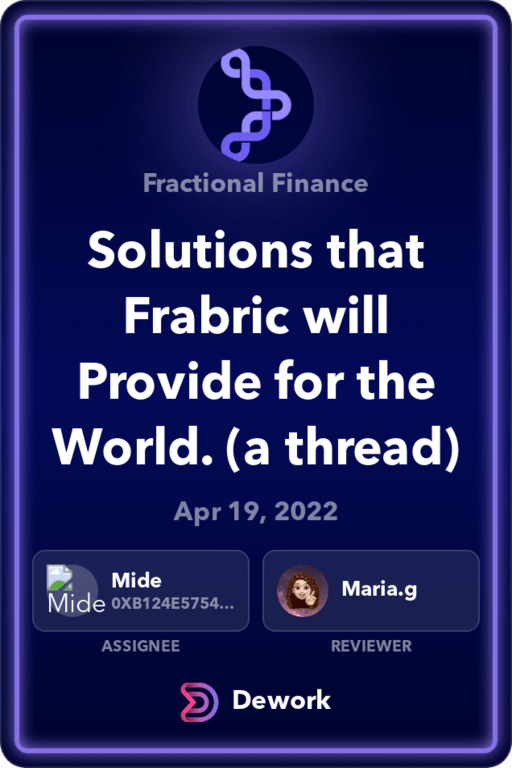 Fractional Finance
Solutions that
Frabric will
Provide for the
World. (a thread)
Apr 19, 2022
Mide
Mide
0XB124E5754...
Maria.g
ASSIGNEE
REVIEWER
Dework